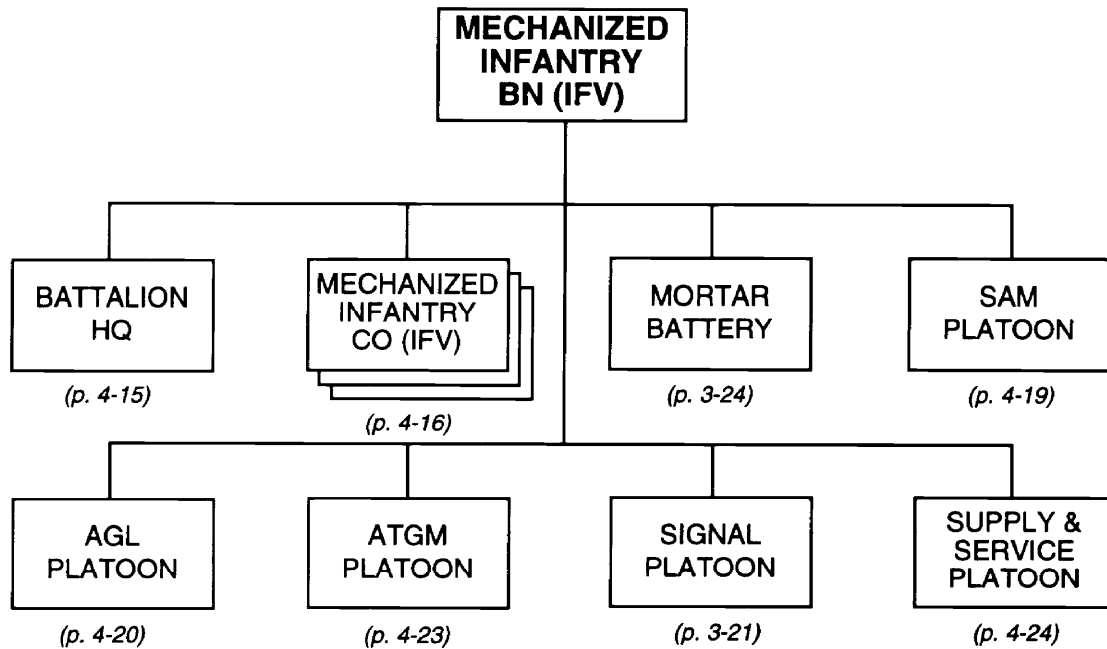 MECHANIZED
INFANTRY
BN (IFV)
BATTALION
HQ
(p. 4-15)
MECHANIZED
INFANTRY
CO (IFV)
(p. 4-16)
MORTAR
BATTERY
(p. 3-24)
SAM
PLATOON
(p. 4-19)
AGL
PLATOON
(p. 4-20)
ATGM
PLATOON
(p. 4-23)
SIGNAL
PLATOON
(p. 3-21)
SUPPLY &
SERVICE
PLATOON
(p. 4-24)